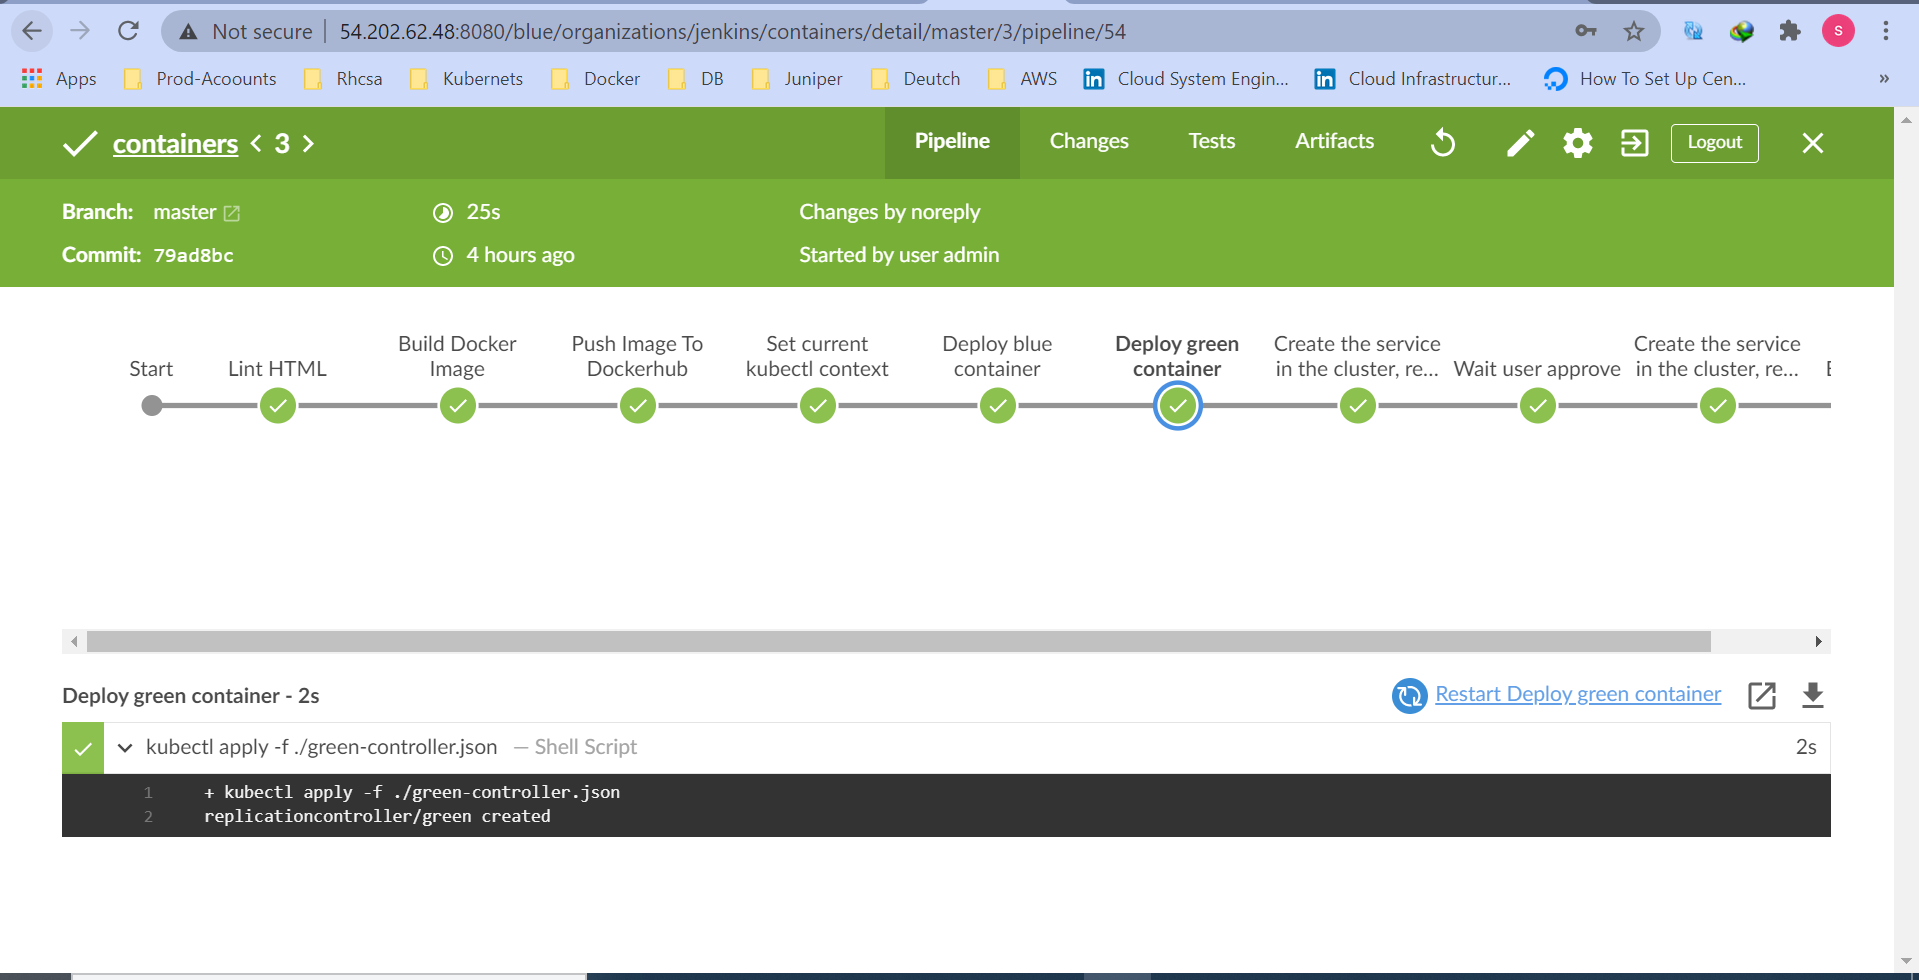 Not secure 54.202.62.48:8080/blue/organizations/jenkins/containers/detail/master/3/pipeline/54 S
Apps Prod-Acoounts Rhcsa Kubernets Docker DB Juniper Deutch AWS in Cloud System Engin... in Cloud Infrastructur... How To Set Up Cen... »
containers < 3 > Pipeline Changes Tests Artifacts Logout
Branch: master 25s Changes by noreply
Commit: 79ad8bc 4 hours ago Started by user admin
Start
Lint HTML
Build Docker
Image
Push Image To
Dockerhub
Set current
kubectl context
Deploy blue
container
Deploy green
container
Create the service
in the cluster, re...
Wait user approve
Create the service
in the cluster, re...
Deploy green container - 2s Restart Deploy green container
kubectl apply -f ./green-controller.json — Shell Script 2s
1 + kubectl apply -f ./green-controller.json
2 replicationcontroller/green created